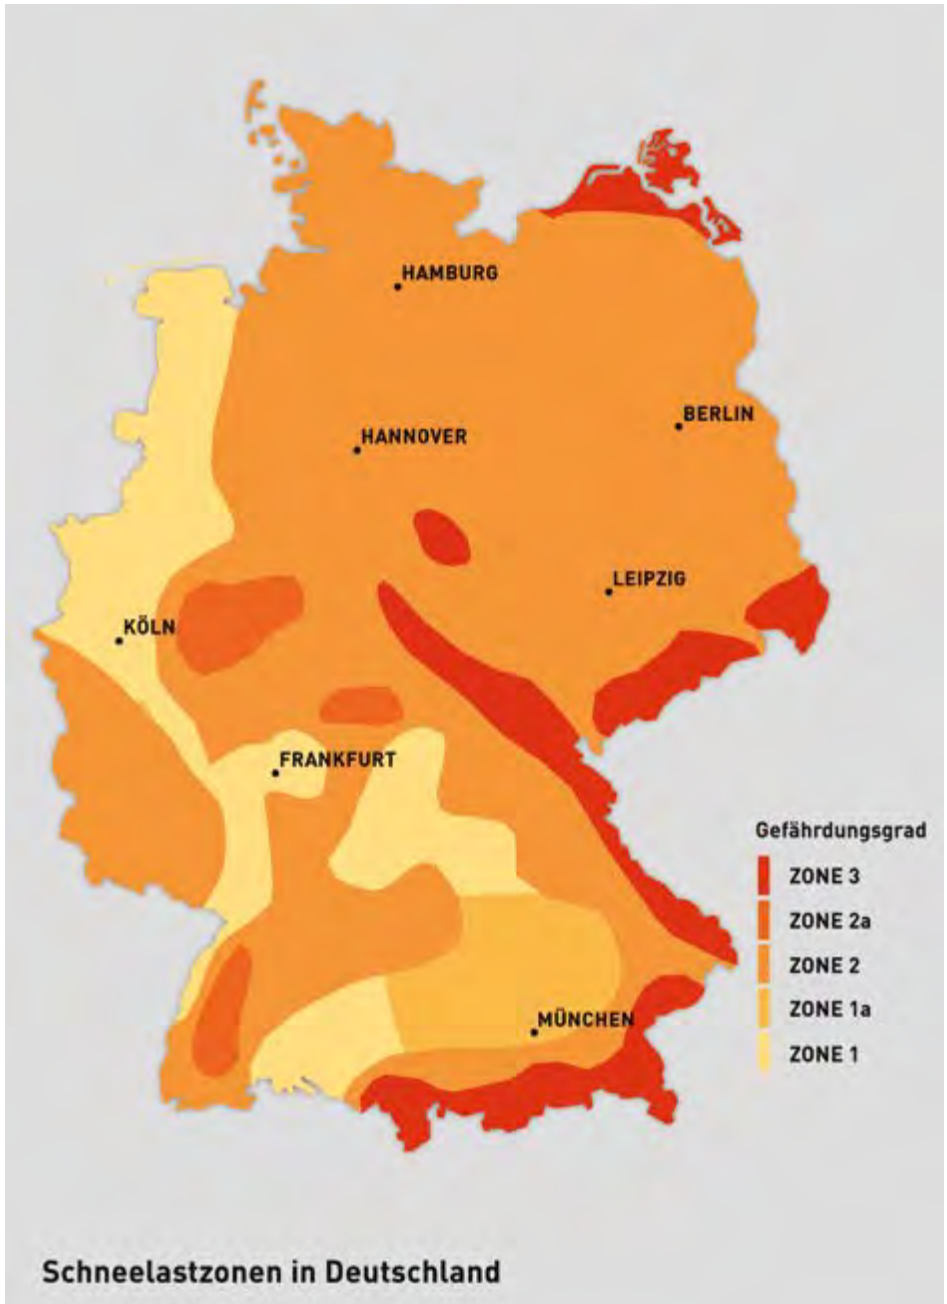 HAMBURG
BERLIN
HANNOVER
LEIPZIG
KÖLN
FRANKFURT
MÜNCHEN
Gefährdungsgrad
ZONE 3
ZONE 2a
ZONE 2
ZONE 1a
ZONE 1
Schneelastzonen in Deutschland